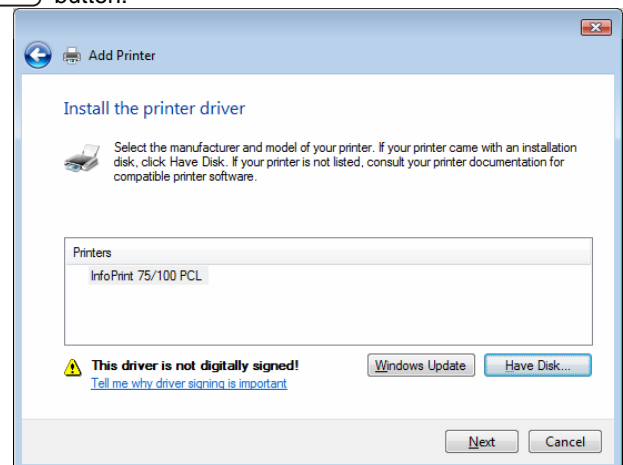 button.
Add Printer
Install the printer driver
Select the manufacturer and model of your printer. If your printer came with an installation
disk, click Have Disk. If your printer is not listed, consult your printer documentation for
compatible printer software.
Printers
InfoPrint 75/100 PCL
This driver is not digitally signed!
Windows Update
Have Disk...
Tell me why driver signing is important
Next
Cancel